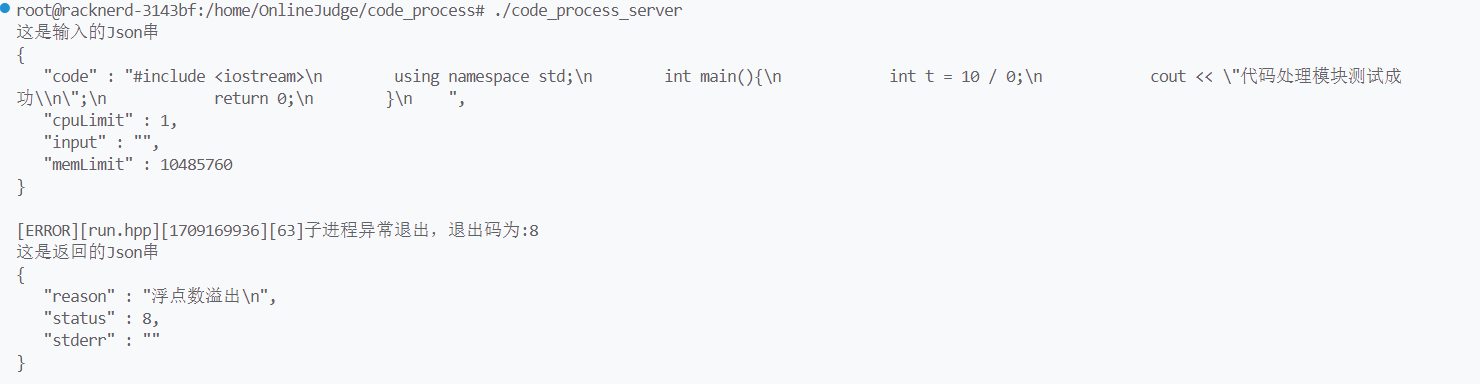 root@racknerd-3143bf:/home/OnlineJudge/code_process# ./code_process_server
这是输入的Json串
{
   "code" : "#include <iostream>\n        using namespace std;\n        int main(){\n            int t = 10 / 0;\n            cout << \"代码处理模块测试成
功\\n\";\n            return 0;\n        }\n    ",
   "cpuLimit" : 1,
   "input" : "",
   "memLimit" : 10485760
}
[ERROR][run.hpp][1709169936][63]子进程异常退出，退出码为:8
这是返回的Json串
{
   "reason" : "浮点数溢出\n",
   "status" : 8,
   "stderr" : ""
}